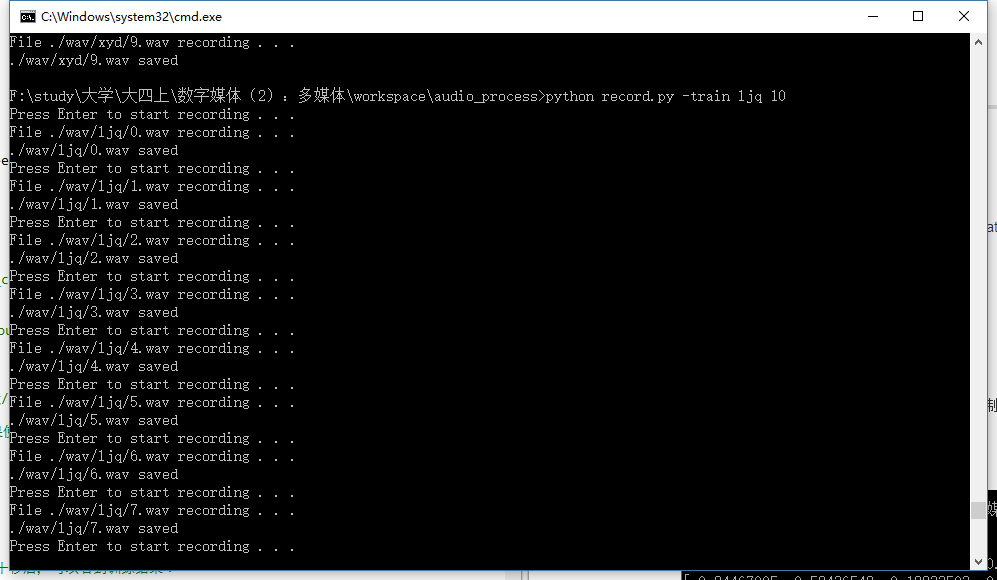 C:\Windows\system32\cmd.exe
File ./wav/xyd/9.wav recording . . .
./wav/xyd/9.wav saved
F:\study\大学\大四上\数字媒体（2）：多媒体\workspace\audio_process>python record.py -train ljq 10
Press Enter to start recording . . .
File ./wav/ljq/0.wav recording . . .
./wav/ljq/0.wav saved
Press Enter to start recording . . .
File ./wav/ljq/1.wav recording . . .
./wav/ljq/1.wav saved
Press Enter to start recording . . .
File ./wav/ljq/2.wav recording . . .
./wav/ljq/2.wav saved
Press Enter to start recording . . .
File ./wav/ljq/3.wav recording . . .
./wav/ljq/3.wav saved
Press Enter to start recording . . .
File ./wav/ljq/4.wav recording . . .
./wav/ljq/4.wav saved
Press Enter to start recording . . .
File ./wav/ljq/5.wav recording . . .
./wav/ljq/5.wav saved
Press Enter to start recording . . .
File ./wav/ljq/6.wav recording . . .
./wav/ljq/6.wav saved
Press Enter to start recording . . .
File ./wav/ljq/7.wav recording . . .
./wav/ljq/7.wav saved
Press Enter to start recording . . .